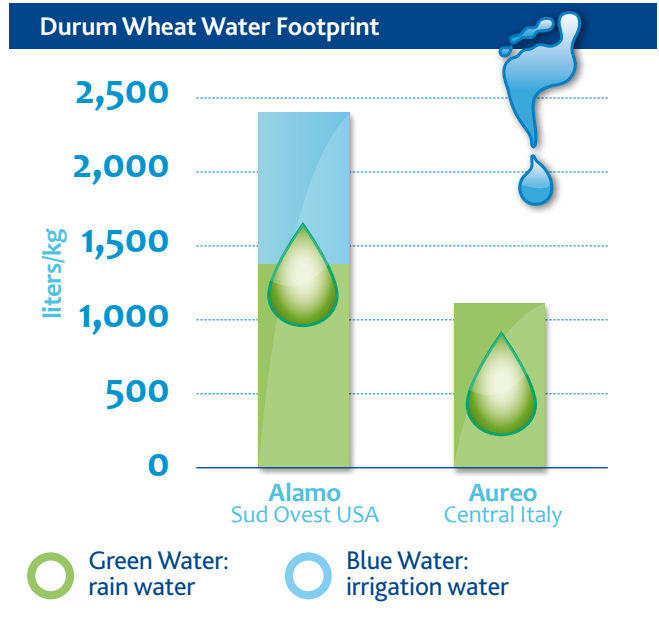 Durum Wheat Water Footprint
2,500
2,000
1,500
1,000
500
0
liters/kg
Alamo
Sud Ovest USA
Aureo
Central Italy
Green Water:
rain water
Blue Water:
irrigation water